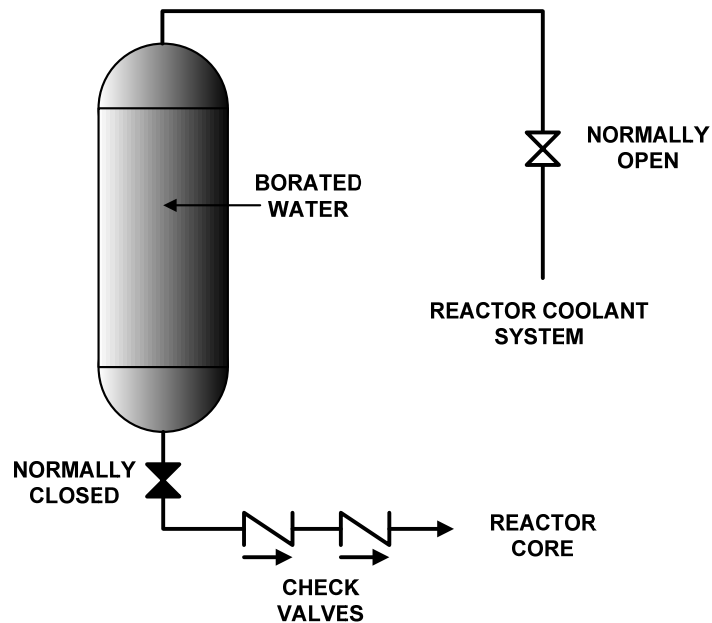 NORMALLY
OPEN
BORATED
WATER
REACTOR COOLANT
SYSTEM
NORMALLY
CLOSED
REACTOR
CORE
CHECK
VALVES